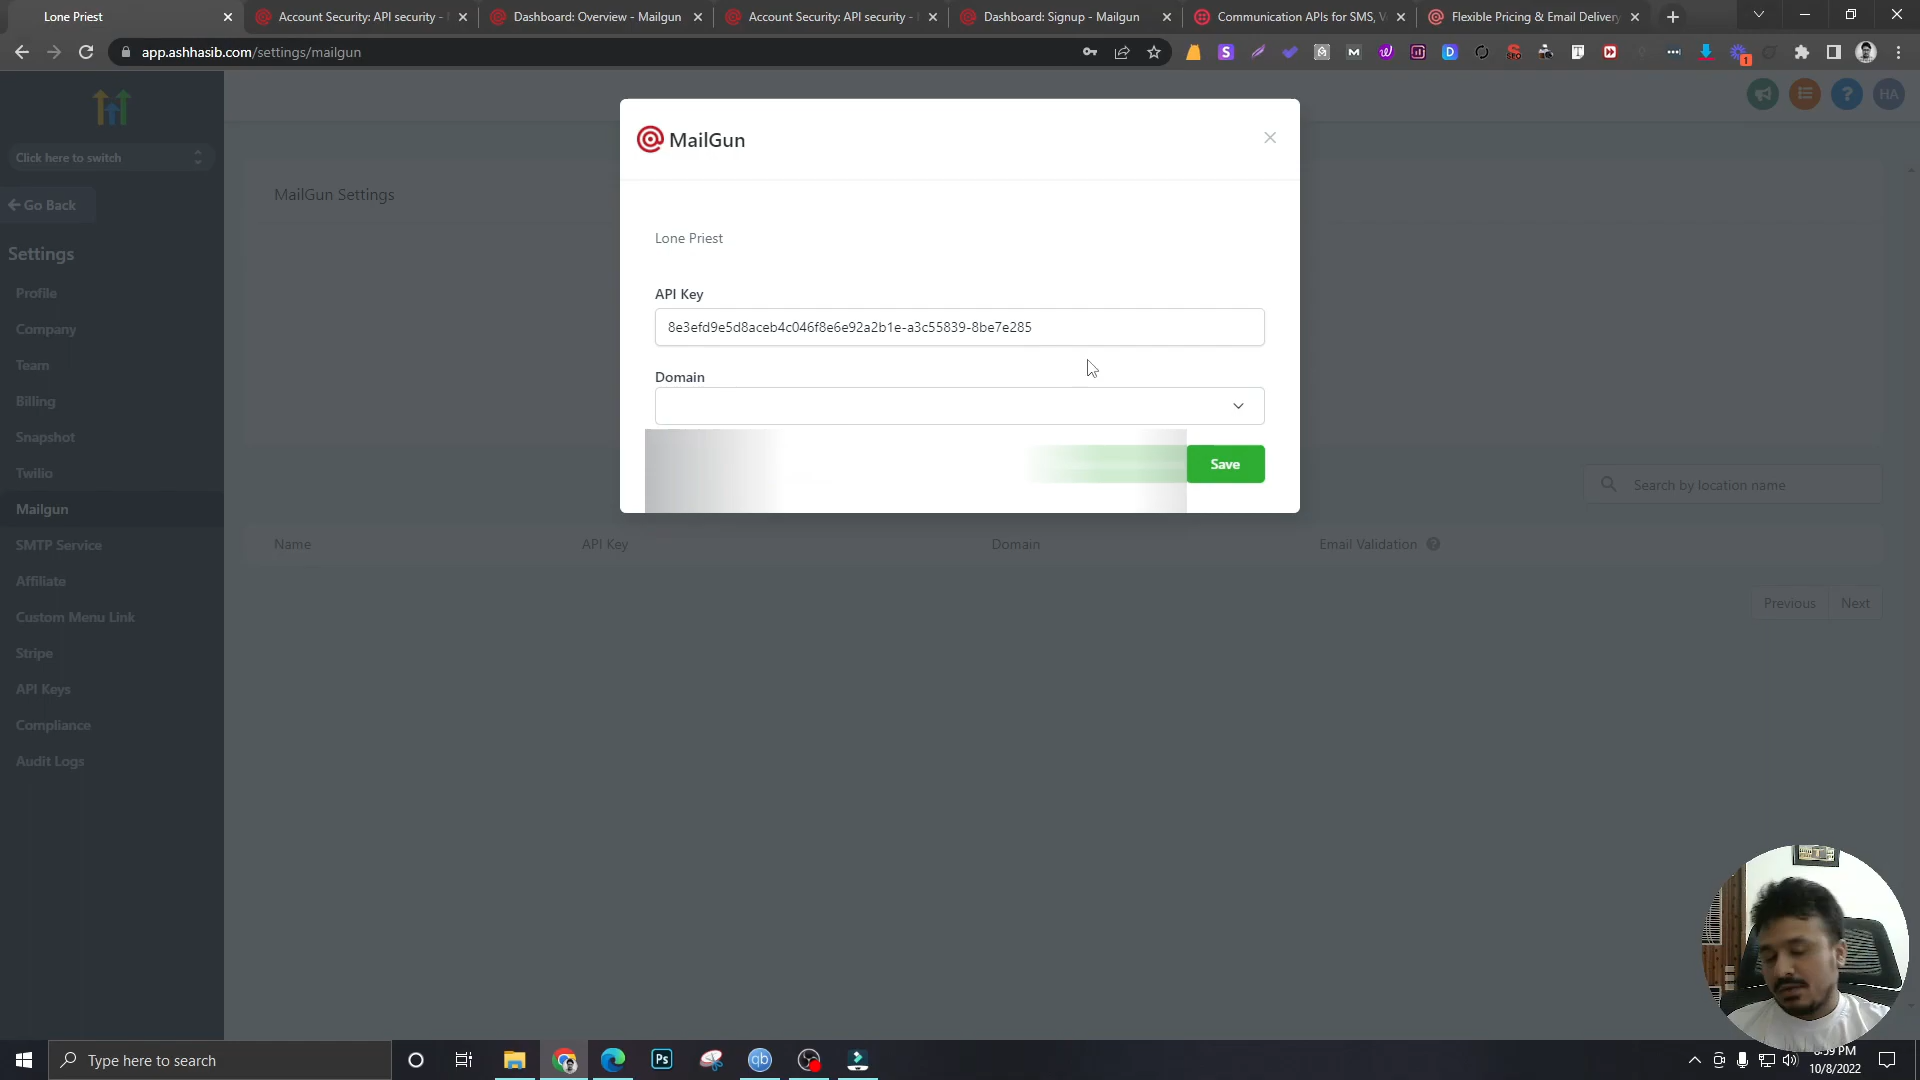 Lone Priest
Account Security: API security -
Dashboard: Overview - Mailgun
Account Security: API security -
Dashboard: Signup - Mailgun
Communication APIs for SMS, V
Flexible Pricing & Email Delivery
app.ashhasib.com/settings/mailgun
1
Click here to switch
Go Back
Settings
Profile
Company
Team
Billing
Snapshot
Twilio
Mailgun
SMTP Service
Affiliate
Custom Menu Link
Stripe
API Keys
Compliance
Audit Logs
HA
MailGun Settings
MailGun
Lone Priest
API Key
8e3efd9e5d8aceb4c046f8e6e92a2b1e-a3c55839-8be7e285
Domain
Save
Search by location name
Name
API Key
Domain
Email Validation
Previous
Next
Type here to search
Ps
qb
PM
10/8/2022